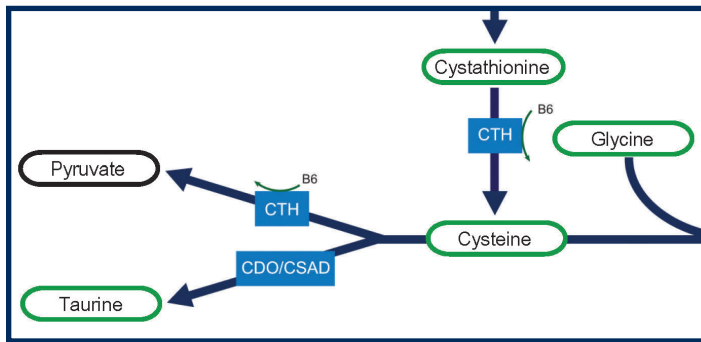 Cystathionine
B6
CTH
Glycine
Pyruvate
B6
CTH
Cysteine
CDO/CSAD
Taurine